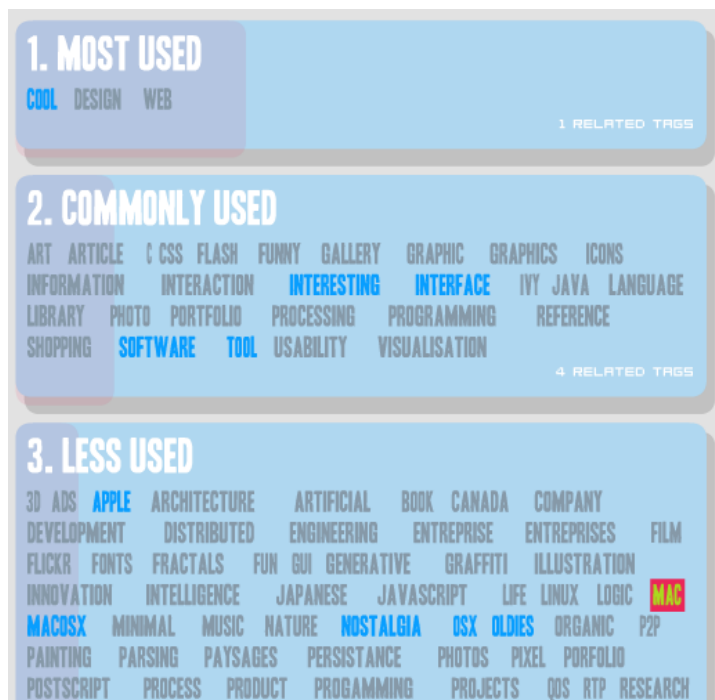 1. MOST USED
COOL DESIGN WEB
1 RELATED TAGS
2. COMMONLY USED
ART ARTICLE C CSS FLASH FUNNY GALLERY GRAPHIC GRAPHICS ICONS
INFORMATION INTERACTION INTERESTING INTERFACE IVY JAVA LANGUAGE
LIBRARY PHOTO PORTFOLIO PROCESSING PROGRAMMING REFERENCE
SHOPPING SOFTWARE TOOL USABILITY VISUALISATION
4 RELATED TAGS
3. LESS USED
3D ADS APPLE ARCHITECTURE ARTIFICIAL BOOK CANADA COMPANY
DEVELOPMENT DISTRIBUTED ENGINEERING ENTREPRISE ENTREPRISES FILM
FLICKR FONTS FRACTALS FUN GUI GENERATIVE GRAFFITI ILLUSTRATION
INNOVATION INTELLIGENCE JAPANESE JAVASCRIPT LIFE LINUX LOGIC MAC
MACOSX MINIMAL MUSIC NATURE NOSTALGIA OSX OLDIES ORGANIC P2P
PAINTING PARSING PAYSAGES PERSISTANCE PHOTOS PIXEL PORFOLIO
POSTSCRIPT PROCESS PRODUCT PROGAMMING PROJECTS QOS RTP RESEARCH